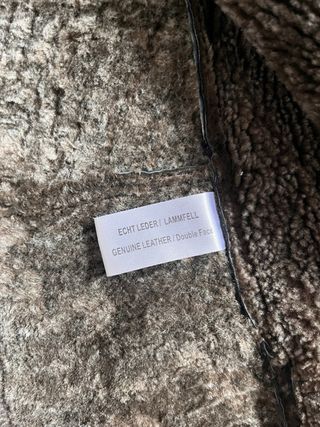 ECHT LEDER / LAMMFELL
GENUINE LEATHER / Double Face